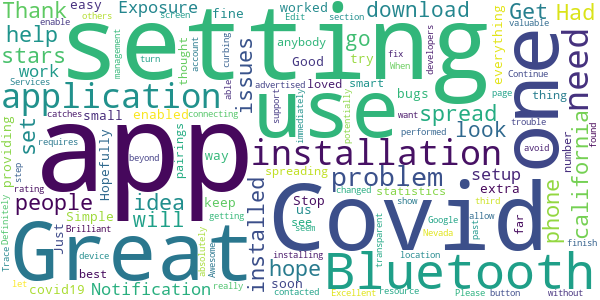 Thank easy Exposure worked anybody download Get Had
help stars fine Edit Good others enable screen section
setting go issues try smart bugs everything valuable developers
application work management turn account thought curbing able loved advertised fix When want Continue page
use need one spread look thing Services
set small catches enabled connecting support immediately potentially performed requires trouble
app installation california
providing Hopefully pairings way spreading problem setup number avoid
people idea beyond statistics extra found
step rating Simple will keep installed Stop us see changed show Google third phone far
Great Covid
Trace Definitely Brilliant Just getting hope soon seem transparent allow past
covid19 device best absolutely Awesome really installing location Nevada finish
let Notification contacted Excellent resource Please button without
Bluetooth